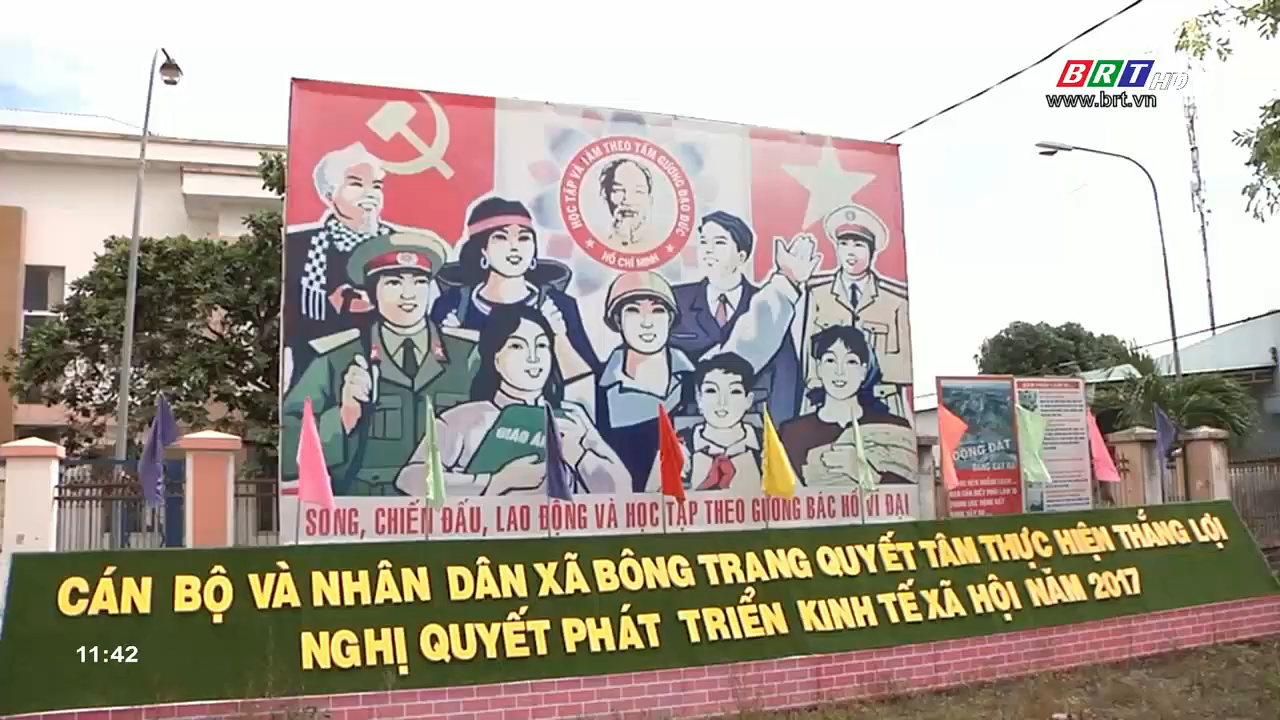 BRT HD
www.brt.vn
HỌC TẬP VÀ LÀM THEO TẤM GƯƠNG ĐẠO ĐỨC
HỒ CHÍ MINH
GIÁO ÁN
SỐNG, CHIẾN ĐẤU, LAO ĐỘNG VÀ HỌC TẬP THEO GƯƠNG BÁC HỒ VĨ ĐẠI
ĐỘNG ĐẤT
CÁN BỘ VÀ NHÂN DÂN XÃ BÔNG TRANG QUYẾT TÂM THỰC HIỆN THẮNG LỢI
NGHỊ QUYẾT PHÁT TRIỂN KINH TẾ XÃ HỘI NĂM 2017
11:42